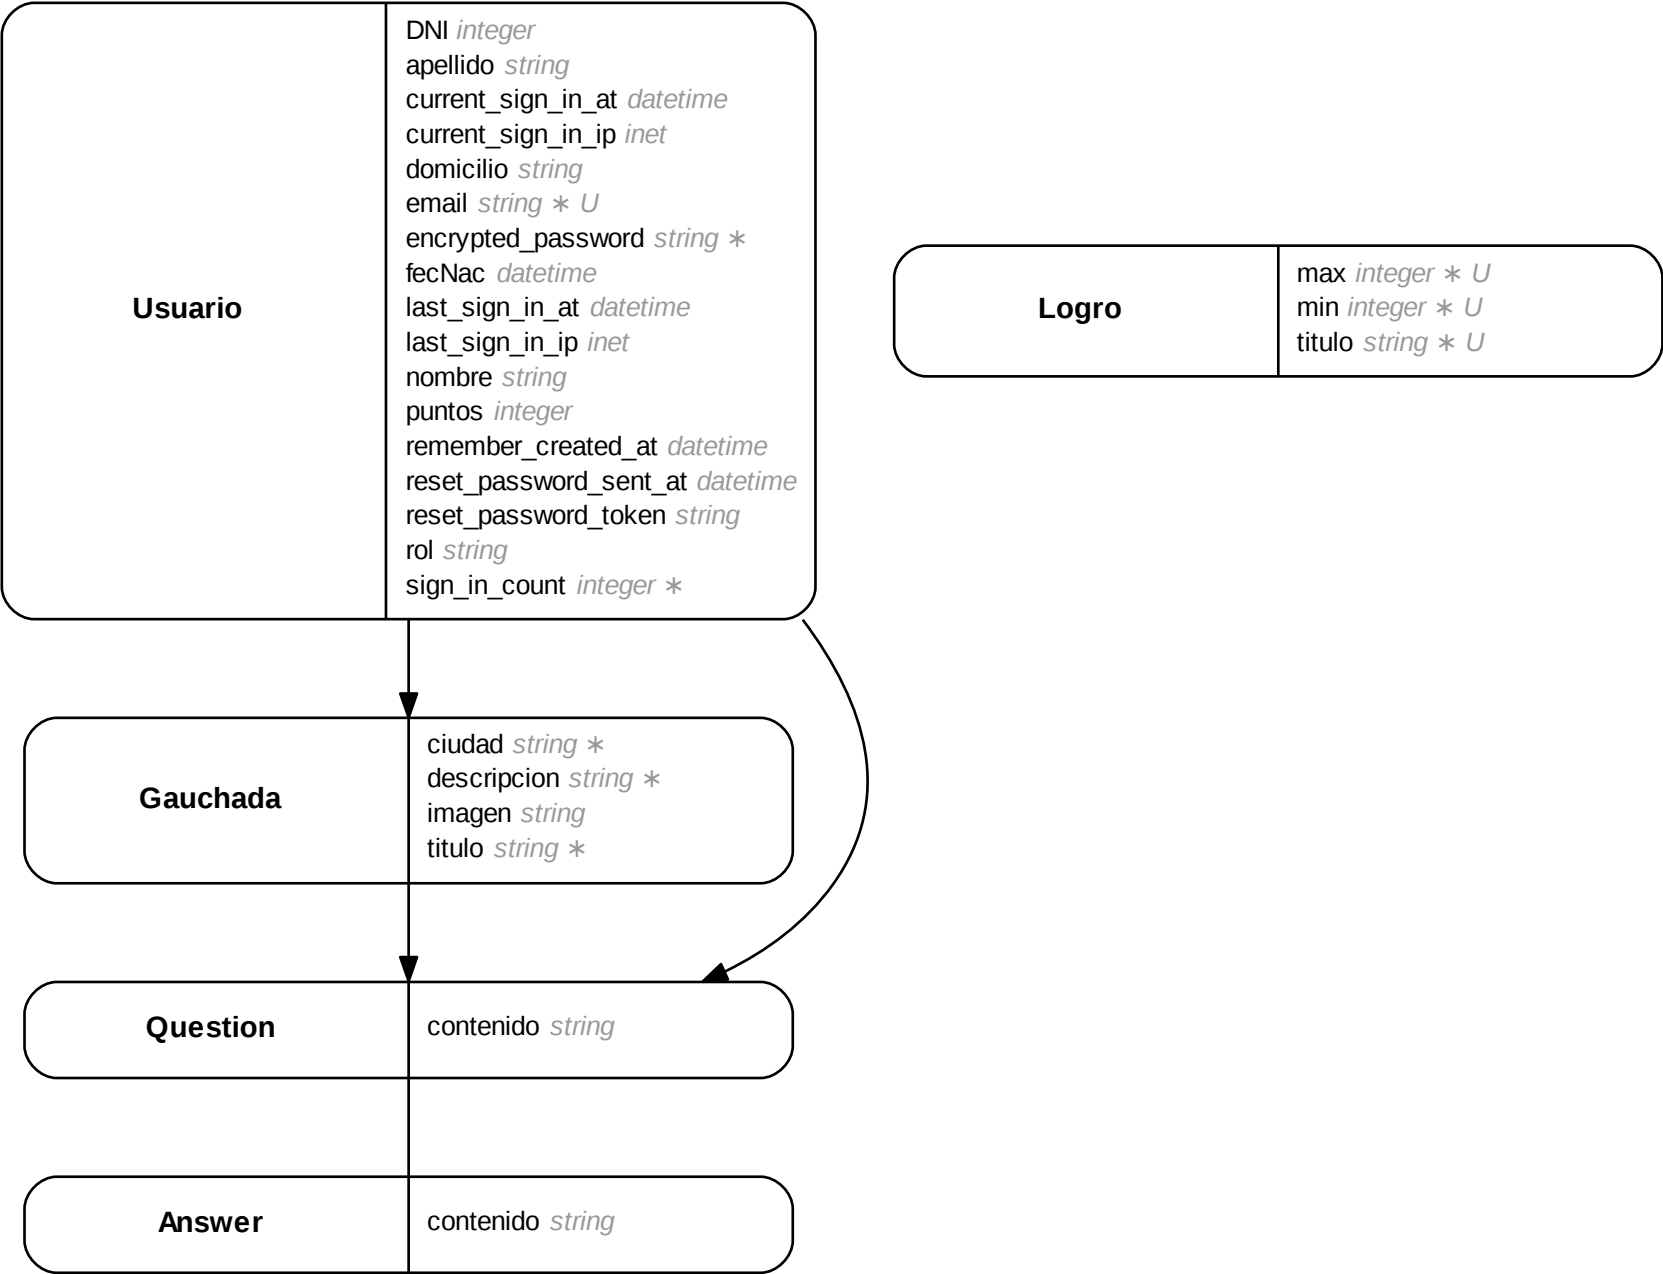 Usuario
DNI integer
apellido string
current_sign_in_at datetime
current_sign_in_ip inet
domicilio string
email string ∗ U
encrypted_password string ∗
fecNac datetime
last_sign_in_at datetime
last_sign_in_ip inet
nombre string
puntos integer
remember_created_at datetime
reset_password_sent_at datetime
reset_password_token string
rol string
sign_in_count integer ∗
Logro
max integer ∗ U
min integer ∗ U
titulo string ∗ U
Gauchada
ciudad string ∗
descripcion string ∗
imagen string
titulo string ∗
Question
contenido string
Answer
contenido string